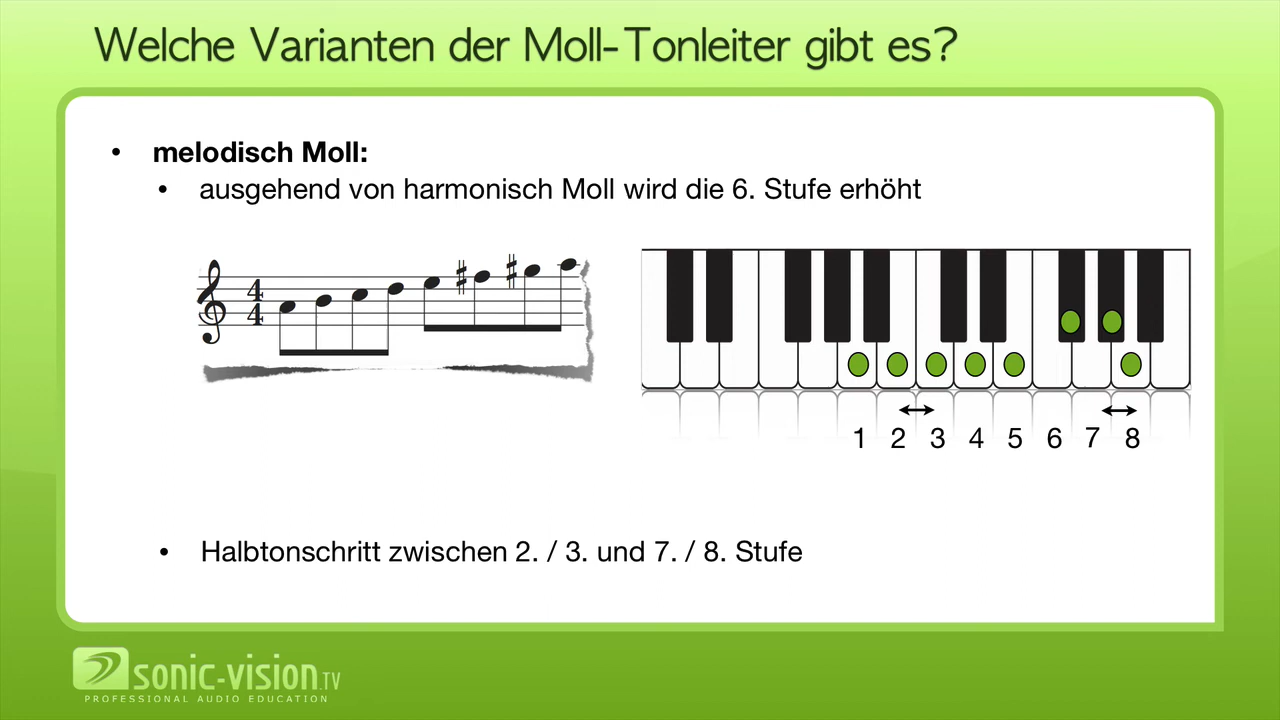 Welche Varianten der Moll-Tonleiter gibt es?
• melodisch Moll:
• ausgehend von harmonisch Moll wird die 6. Stufe erhöht
4
4
1 2 3 4 5 6 7 8
• Halbtonschritt zwischen 2. / 3. und 7. / 8. Stufe
sonic-vision.TV
PROFESSIONAL AUDIO EDUCATION